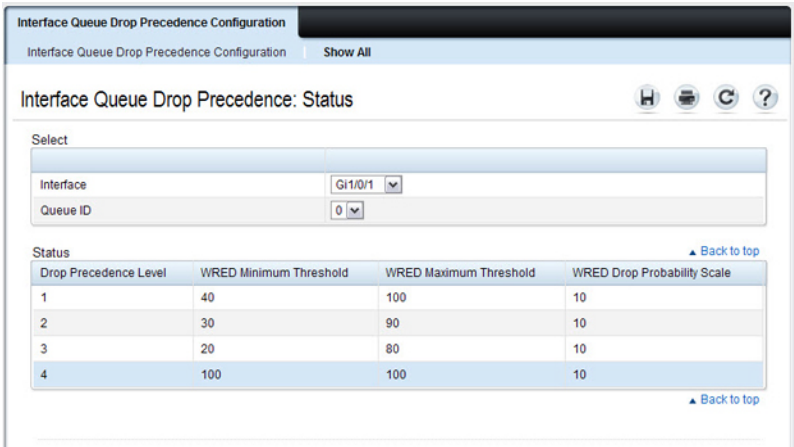 Interface Queue Drop Precedence Configuration
Interface Queue Drop Precedence Configuration Show All
Interface Queue Drop Precedence: Status
Select
Interface Gi1/0/1
Queue ID 0
Status Back to top
Drop Precedence Level WRED Minimum Threshold WRED Maximum Threshold WRED Drop Probability Scale
1 40 100 10
2 30 90 10
3 20 80 10
4 100 100 10
Back to top